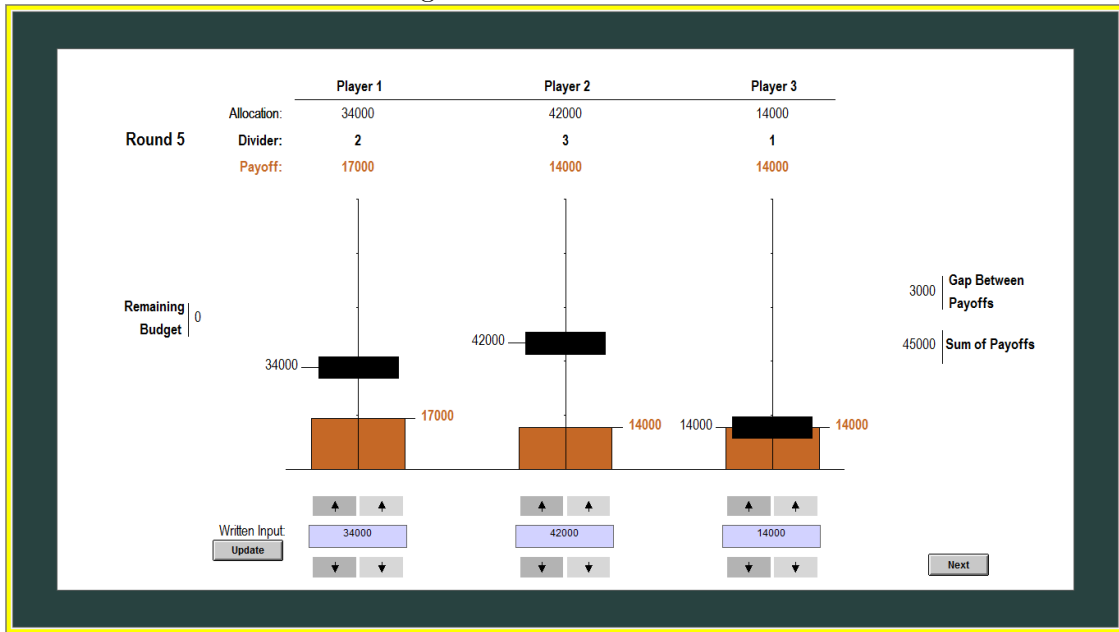 Player 1 Player 2 Player 3
Allocation: 34000 42000 14000
Round 5 Divider: 2 3 1
Payoff: 17000 14000 14000
3000 Gap Between
Payoffs
Remaining 0
Budget
45000 Sum of Payoffs
42000
34000
17000 14000 14000 14000
Written Input: 34000 42000 14000
Update
Next